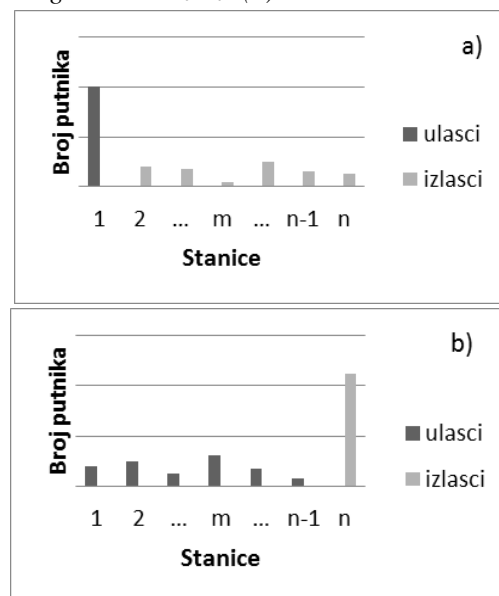 a)
Broj putnika
ulasci
izlasci
1 2 ... m ... n-1 n
Stanice
b)
Broj putnika
ulasci
izlasci
1 2 ... m ... n-1 n
Stanice